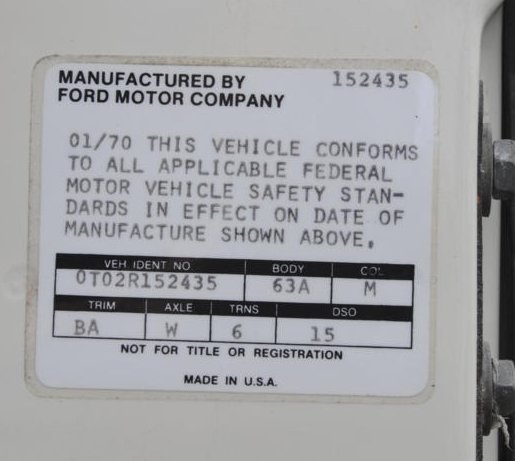 MANUFACTURED BY 152435
FORD MOTOR COMPANY
01/70 THIS VEHICLE CONFORMS
TO ALL APPLICABLE FEDERAL
MOTOR VEHICLE SAFETY STAN-
DARDS IN EFFECT ON DATE OF
MANUFACTURE SHOWN ABOVE.
VEH IDENT NO BODY COL
0T02R152435 63A M
TRIM AXLE TRNS DSO
BA W 6 15
NOT FOR TITLE OR REGISTRATION
MADE IN U.S.A.